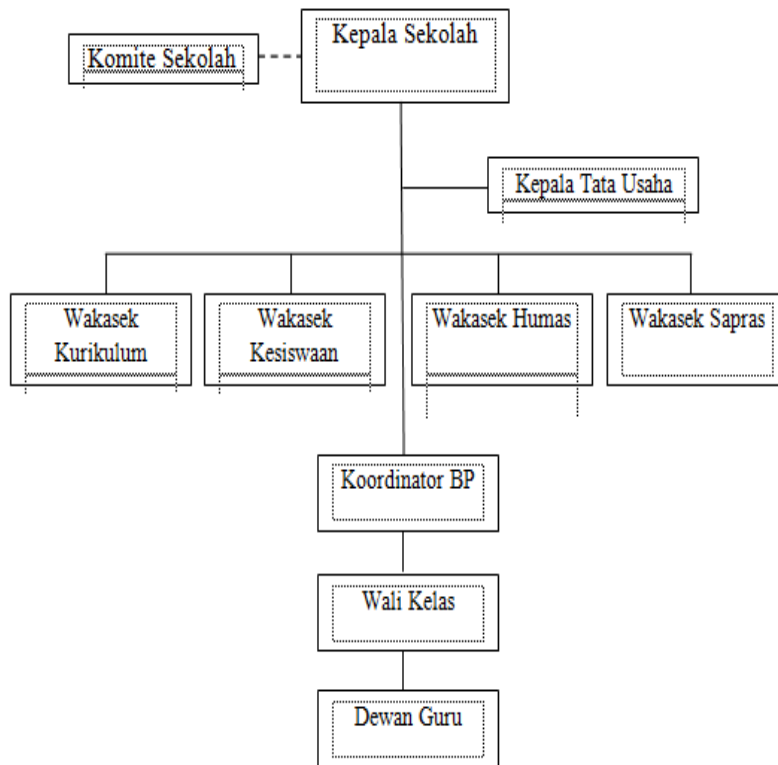 Kepala Sekolah
Komite Sekolah
Kepala Tata Usaha
Wakasek
Kurikulum
Wakasek
Kesiswaan
Wakasek Humas
Wakasek Sapras
Koordinator BP
Wali Kelas
Dewan Guru